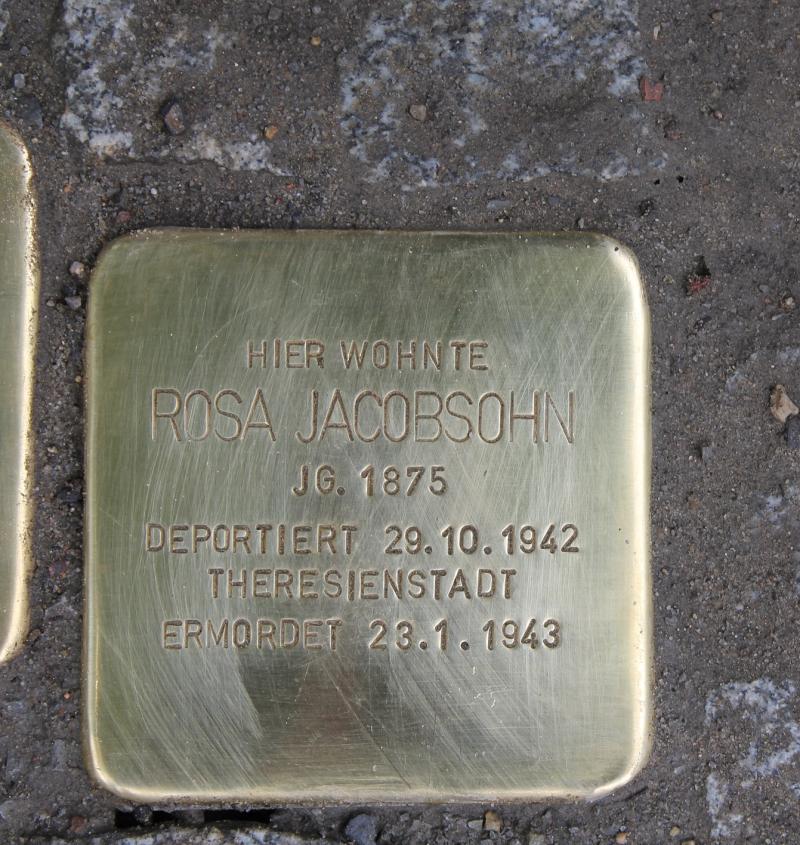 HIER WOHNTE
ROSA JACOBSOHN
JG. 1875
DEPORTIERT 29.10.1942
THERESIENSTADT
ERMORDET 23.1.1943